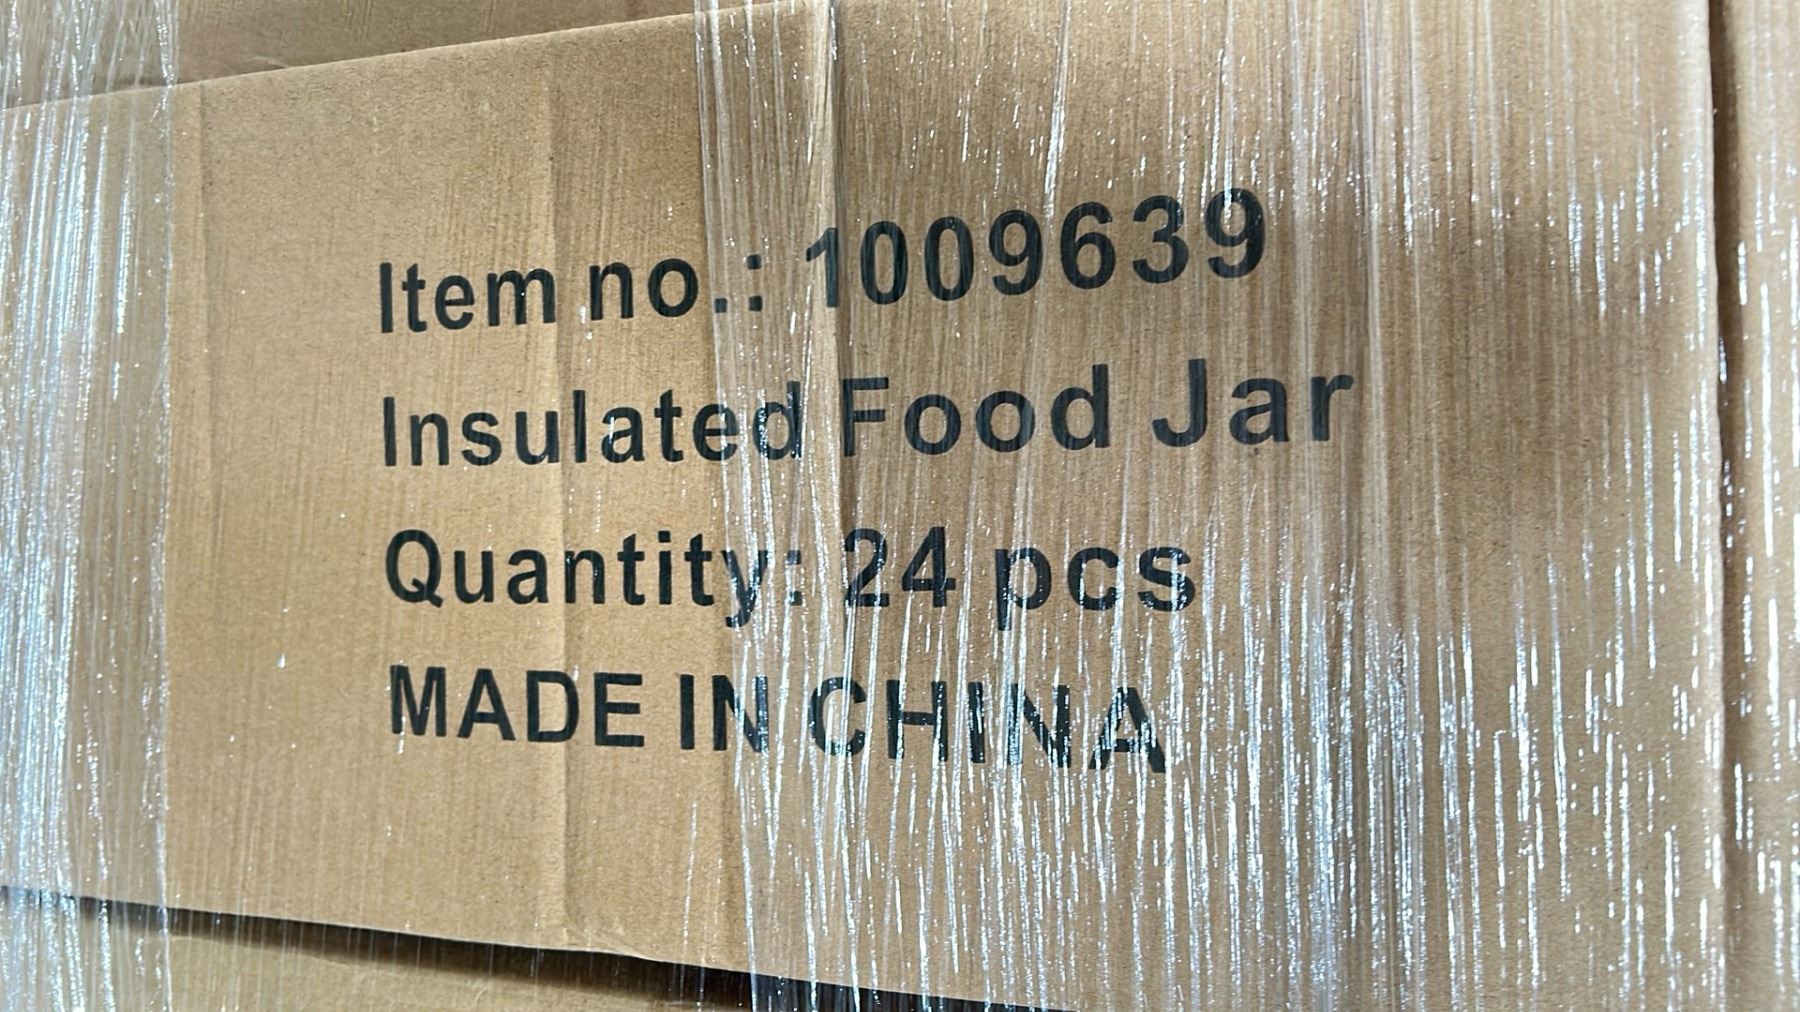 Item no.: 1009639
Insulated Food Jar
Quantity: 24 pcs
MADE IN CHINA